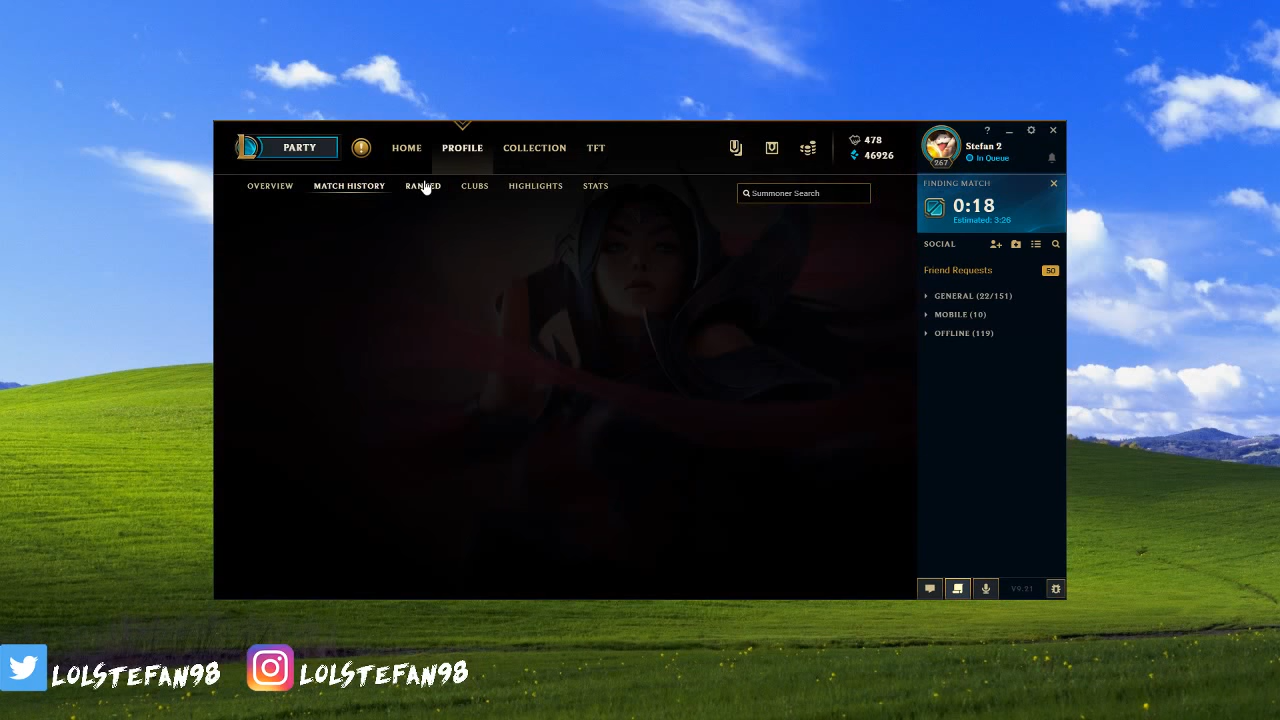 PARTY
HOME PROFILE COLLECTION TFT
478
46926
267
Stefan 2
In Queue
?
OVERVIEW MATCH HISTORY RANKED CLUBS HIGHLIGHTS STATS
Summoner Search
FINDING MATCH
0:18
Estimated: 3:26
SOCIAL
Friend Requests 50
GENERAL (22/151)
MOBILE (10)
OFFLINE (119)
V9.21
LOLSTEFAN98 LOLSTEFAN98